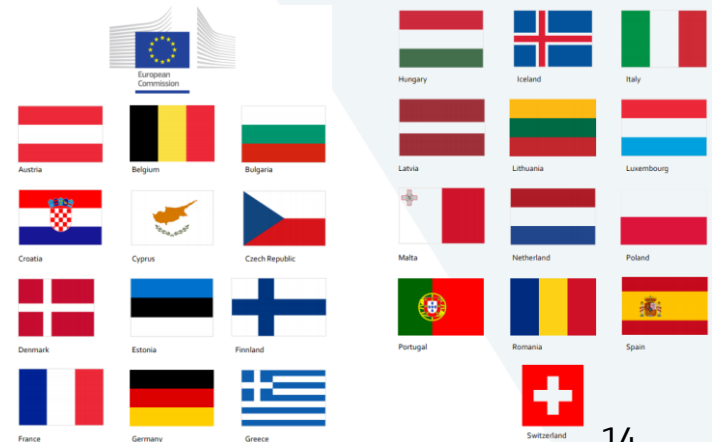 European
Commission
Hungary
Iceland
Italy
Austria
Belgium
Bulgaria
Latvia
Lithuania
Luxembourg
Croatia
Cyprus
Czech Republic
Malta
Netherland
Poland
Denmark
Estonia
Finnland
Portugal
Romania
Spain
France
Germany
Greece
Switzerland
14